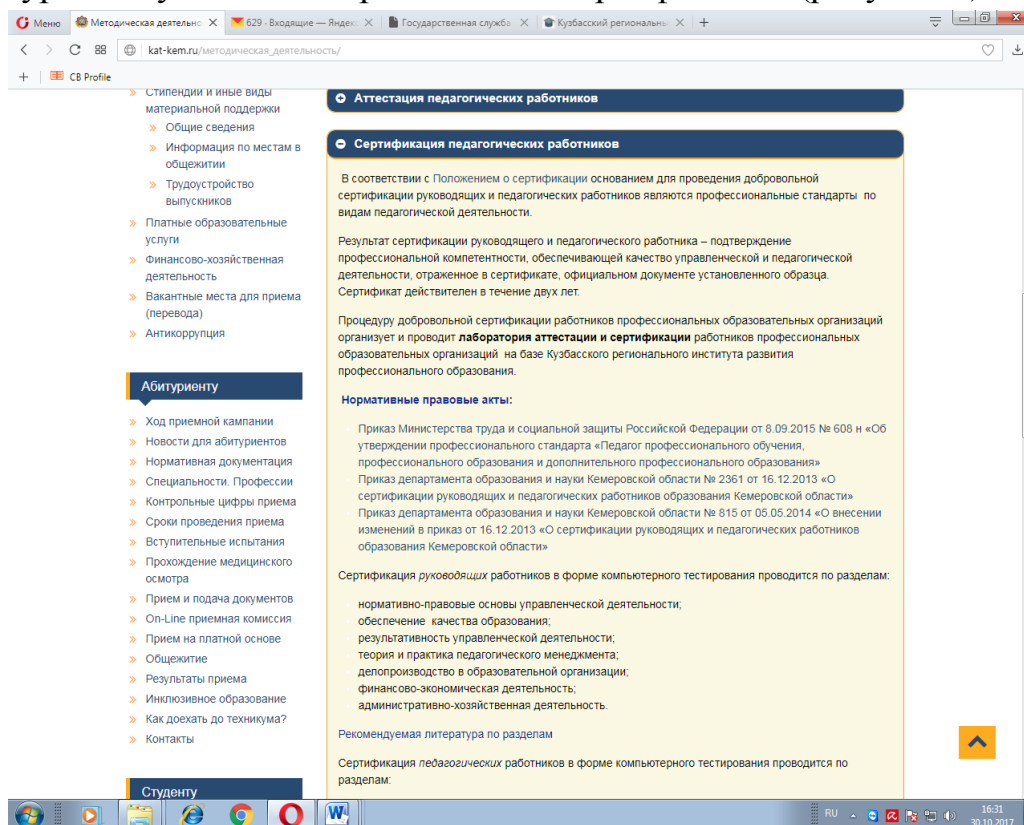 Меню
Методическая деятельно
629 · Входящие — Яндекс
Государственная служба
Кузбасский региональны
kat-kem.ru/методическая_деятельность/
CB Profile
Стипендии и иные виды
материальной поддержки
Общие сведения
Информация по местам в
общежитии
Трудоустройство
выпускников
Платные образовательные
услуги
Финансово-хозяйственная
деятельность
Вакантные места для приема
(перевода)
Антикоррупция
Абитуриенту
Ход приемной кампании
Новости для абитуриентов
Нормативная документация
Специальности. Профессии
Контрольные цифры приема
Сроки проведения приема
Вступительные испытания
Прохождение медицинского
осмотра
Прием и подача документов
On-Line приемная комиссия
Прием на платной основе
Общежитие
Результаты приема
Инклюзивное образование
Как доехать до техникума?
Контакты
Студенту
Аттестация педагогических работников
Сертификация педагогических работников
В соответствии с Положением о сертификации основанием для проведения добровольной
сертификации руководящих и педагогических работников являются профессиональные стандарты по
видам педагогической деятельности.
Результат сертификации руководящего и педагогического работника – подтверждение
профессиональной компетентности, обеспечивающей качество управленческой и педагогической
деятельности, отраженное в сертификате, официальном документе установленного образца.
Сертификат действителен в течение двух лет.
Процедуру добровольной сертификации работников профессиональных образовательных организаций
организует и проводит лаборатория аттестации и сертификации работников профессиональных
образовательных организаций на базе Кузбасского регионального института развития
профессионального образования.
Нормативные правовые акты:
Приказ Министерства труда и социальной защиты Российской Федерации от 8.09.2015 № 608 н «Об
утверждении профессионального стандарта «Педагог профессионального обучения,
профессионального образования и дополнительного профессионального образования»
Приказ департамента образования и науки Кемеровской области № 2361 от 16.12.2013 «О
сертификации руководящих и педагогических работников образования Кемеровской области»
Приказ департамента образования и науки Кемеровской области № 815 от 05.05.2014 «О внесении
изменений в приказ от 16.12.2013 «О сертификации руководящих и педагогических работников
образования Кемеровской области»
Сертификация руководящих работников в форме компьютерного тестирования проводится по разделам:
нормативно-правовые основы управленческой деятельности;
обеспечение качества образования;
результативность управленческой деятельности;
теория и практика педагогического менеджмента;
делопроизводство в образовательной организации;
финансово-экономическая деятельность;
административно-хозяйственная деятельность.
Рекомендуемая литература по разделам
Сертификация педагогических работников в форме компьютерного тестирования проводится по
разделам:
RU
16:31
30.10.2017